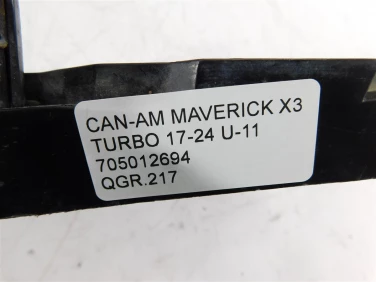 CAN-AM MAVERICK X3
TURBO 17-24 U-11
705012694
QGR.217